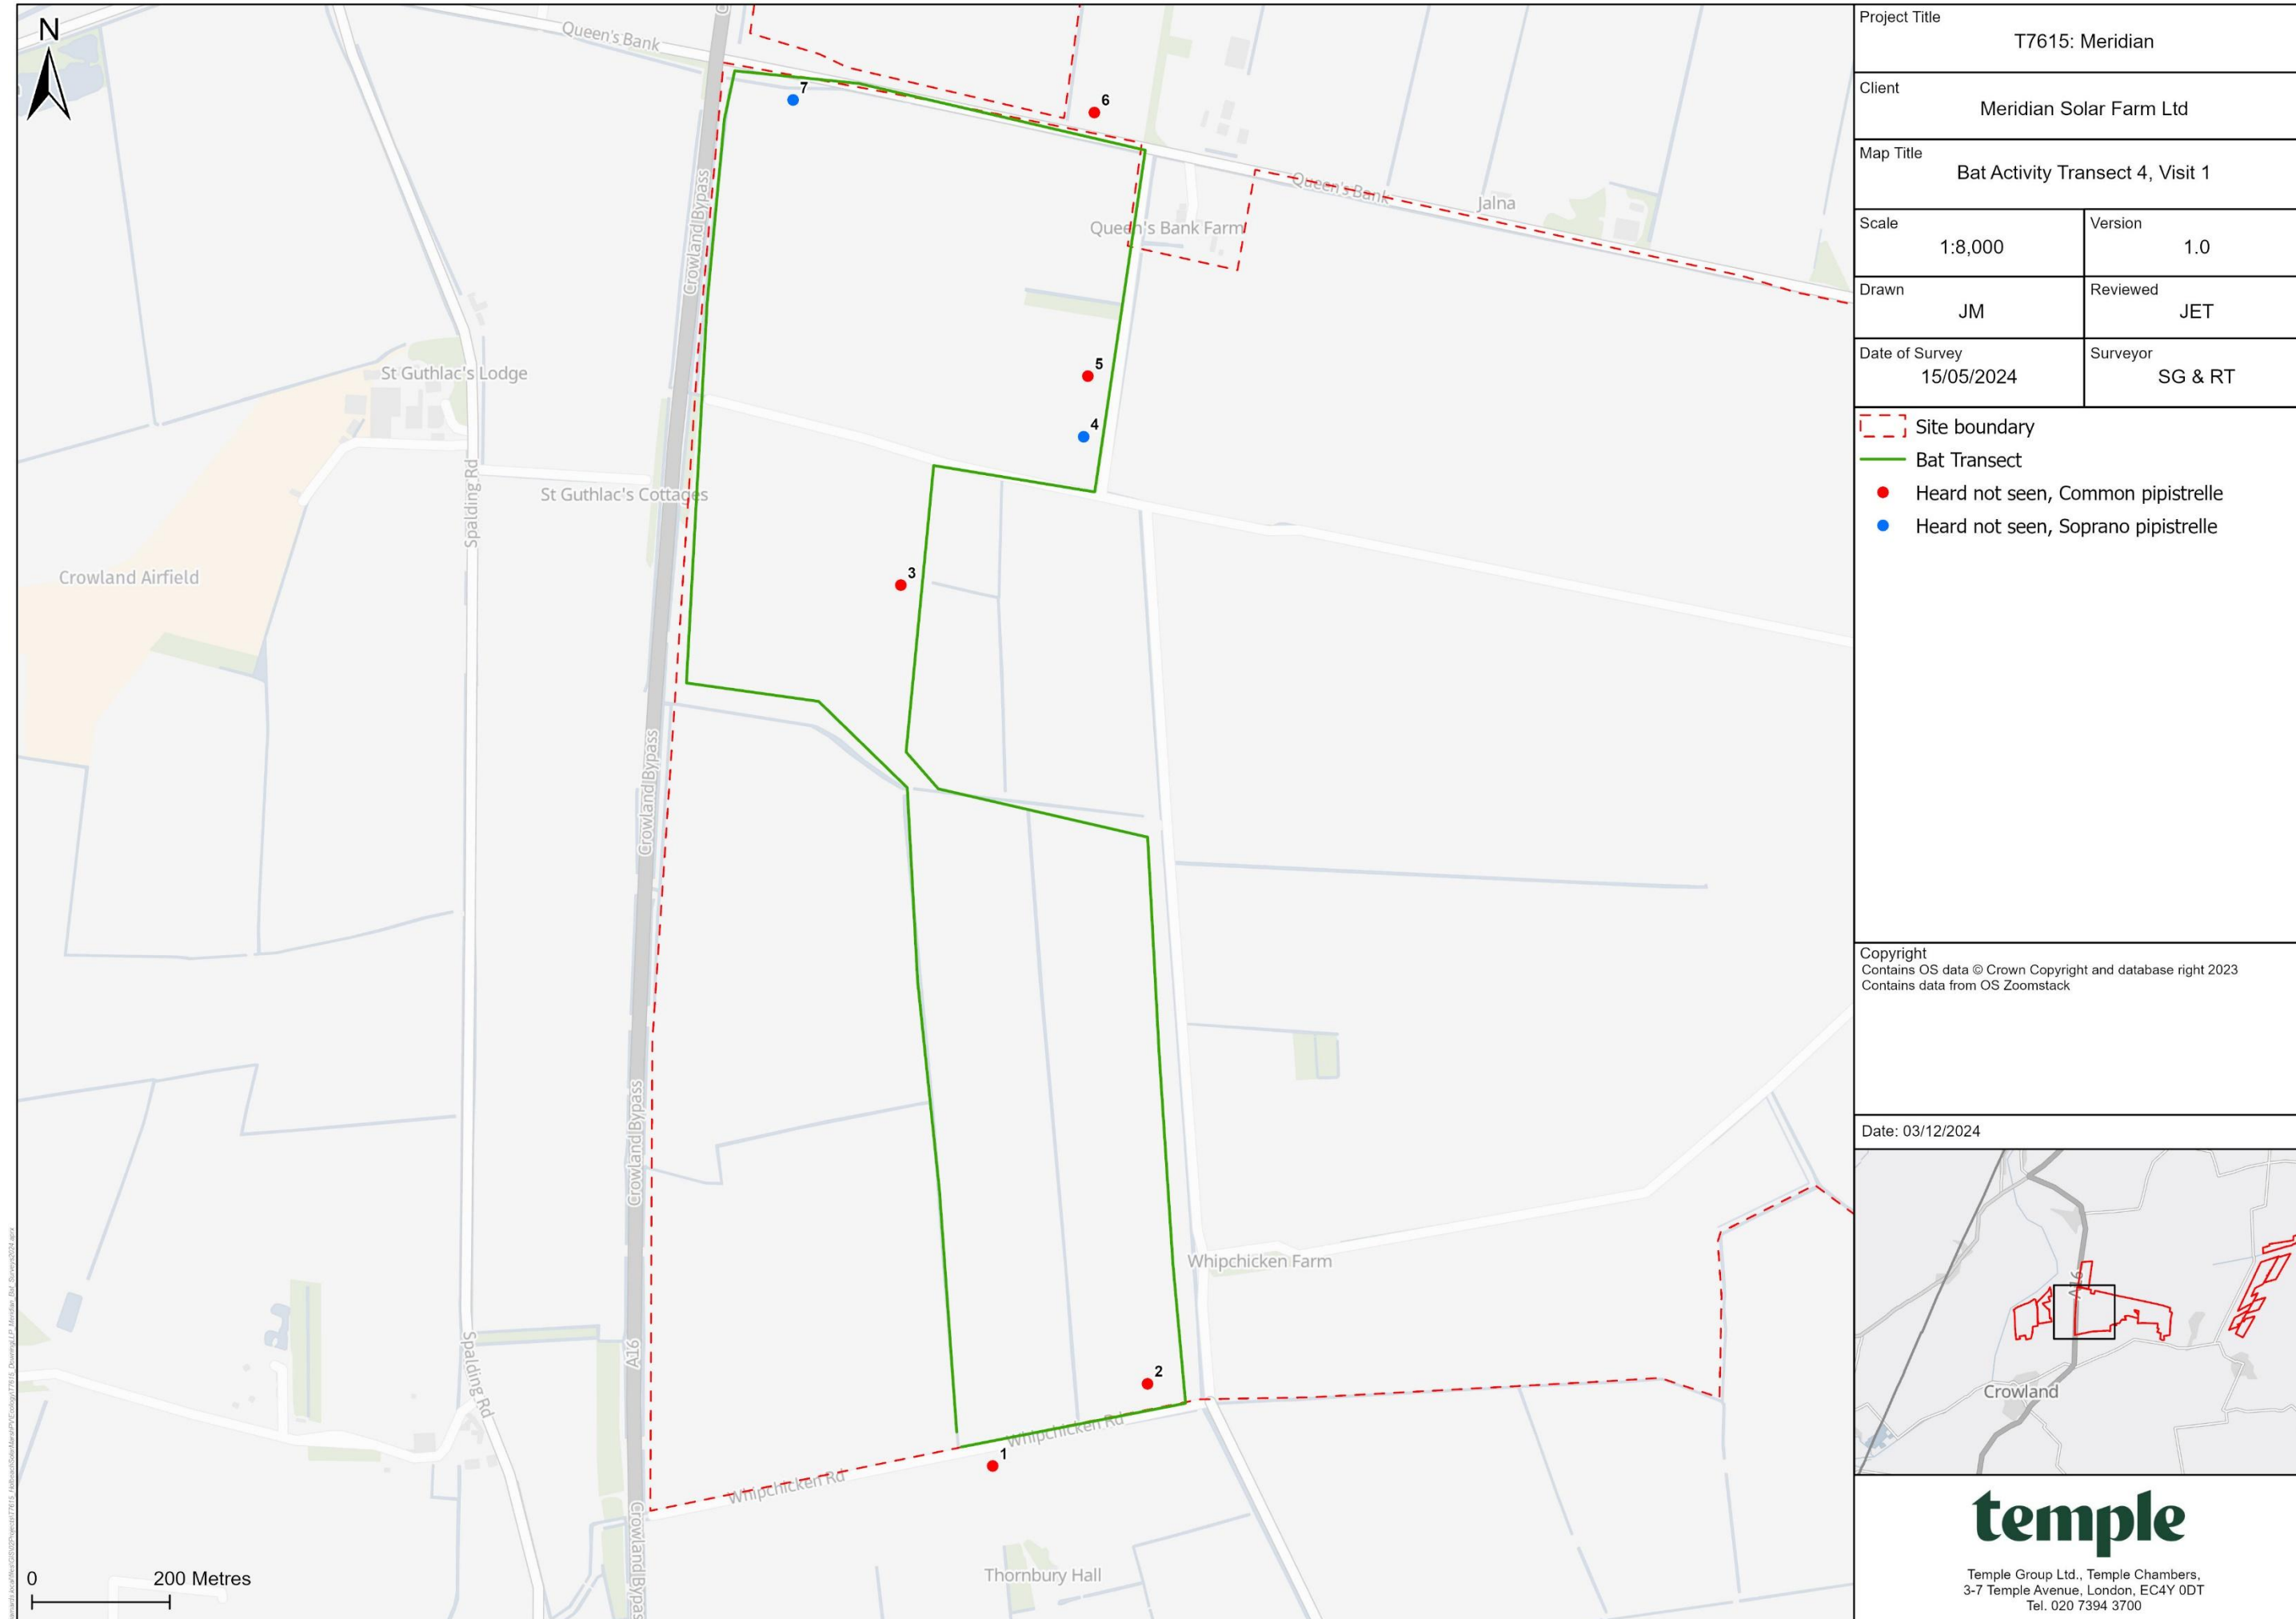 N
Queen's Bank
7
6
Crowland Bypass
Queen's Bank
Jalna
Queen's Bank Farm
St Guthlac's Lodge
5
4
St Guthlac's Cottages
Spalding Rd
3
Crowland Airfield
Crowland Bypass
Crowland Bypass
Whipchicken Farm
A16
Spalding Rd
2
Whipchicken Rd
1
Whipchicken Rd
Crowland Bypas
Thornbury Hall
0 200 Metres
Project Title
T7615: Meridian
Client
Meridian Solar Farm Ltd
Map Title
Bat Activity Transect 4, Visit 1
Scale
1:8,000
Version
1.0
Drawn
JM
Reviewed
JET
Date of Survey
15/05/2024
Surveyor
SG & RT
Site boundary
Bat Transect
Heard not seen, Common pipistrelle
Heard not seen, Soprano pipistrelle
Copyright
Contains OS data © Crown Copyright and database right 2023
Contains data from OS Zoomstack
Date: 03/12/2024
A16
Crowland
temple
Temple Group Ltd., Temple Chambers,
3-7 Temple Avenue, London, EC4Y 0DT
Tel. 020 7394 3700